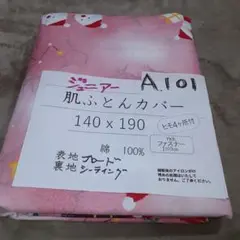 ジュニアー A101
肌ふとんカバー
140 x 190
ヒモ4ヶ所付
綿 100%
ファスナー
表地 ブロード
裏地 シーティング